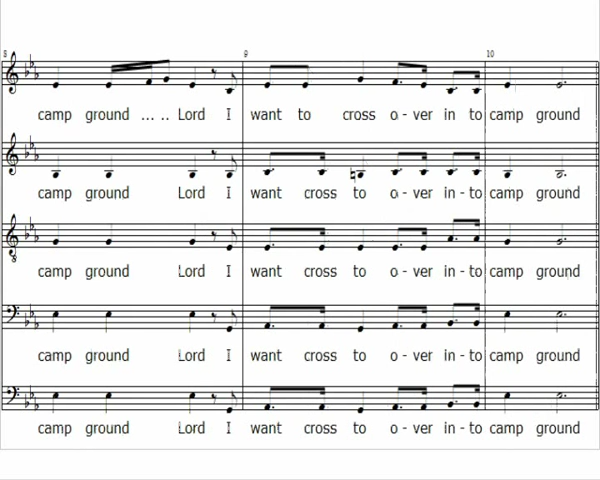 8 9 10
camp ground ... .. Lord I want to cross o - ver in to camp ground
camp ground Lord I want cross to o - ver in - to camp ground
8
camp ground Lord I want cross to o - ver in - to camp ground
camp ground Lord I want cross to o - ver in - to camp ground
camp ground Lord I want cross to o - ver in - to camp ground